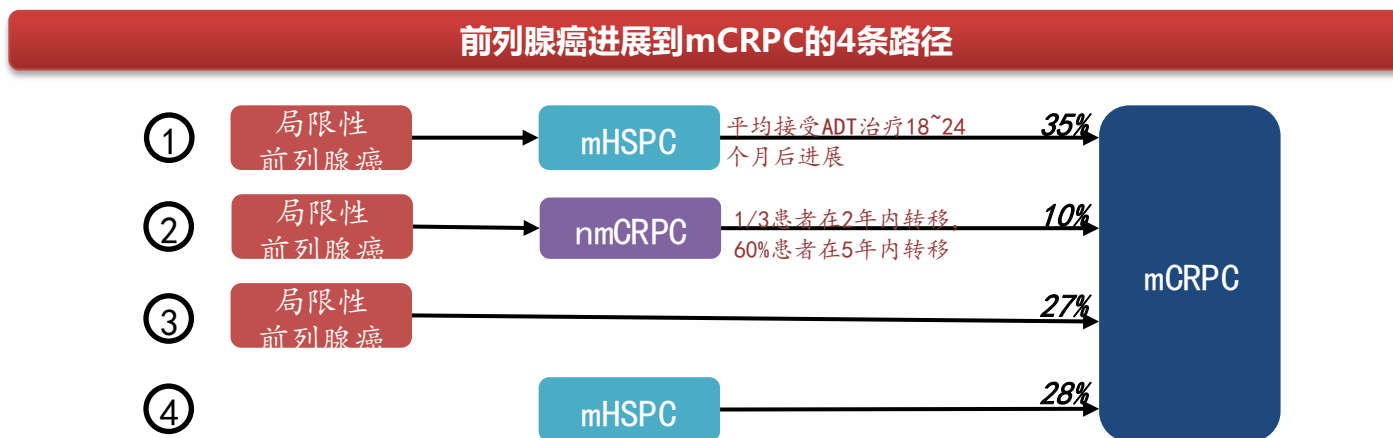 前列腺癌进展到mCRPC的4条路径
1
局限性
前列腺癌
mHSPC
平均接受ADT治疗18~24
个月后进展
35%
2
局限性
前列腺癌
nmCRPC
1/3患者在2年内转移，
60%患者在5年内转移
10%
mCRPC
3
局限性
前列腺癌
27%
4
mHSPC
28%